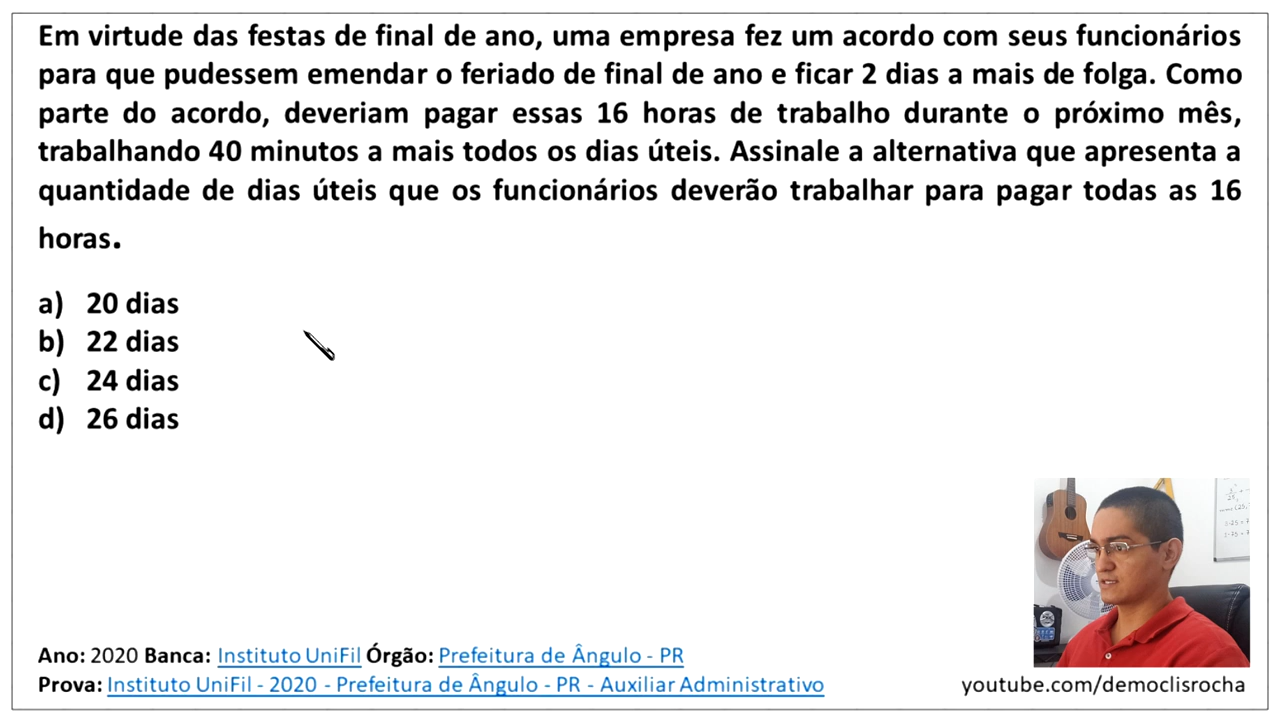 Em virtude das festas de final de ano, uma empresa fez um acordo com seus funcionários
para que pudessem emendar o feriado de final de ano e ficar 2 dias a mais de folga. Como
parte do acordo, deveriam pagar essas 16 horas de trabalho durante o próximo mês,
trabalhando 40 minutos a mais todos os dias úteis. Assinale a alternativa que apresenta a
quantidade de dias úteis que os funcionários deverão trabalhar para pagar todas as 16
horas.
a) 20 dias
b) 22 dias
c) 24 dias
d) 26 dias
Ano: 2020 Banca: Instituto UniFil Órgão: Prefeitura de Ângulo - PR
Prova: Instituto UniFil - 2020 - Prefeitura de Ângulo - PR - Auxiliar Administrativo
youtube.com/democlisrocha